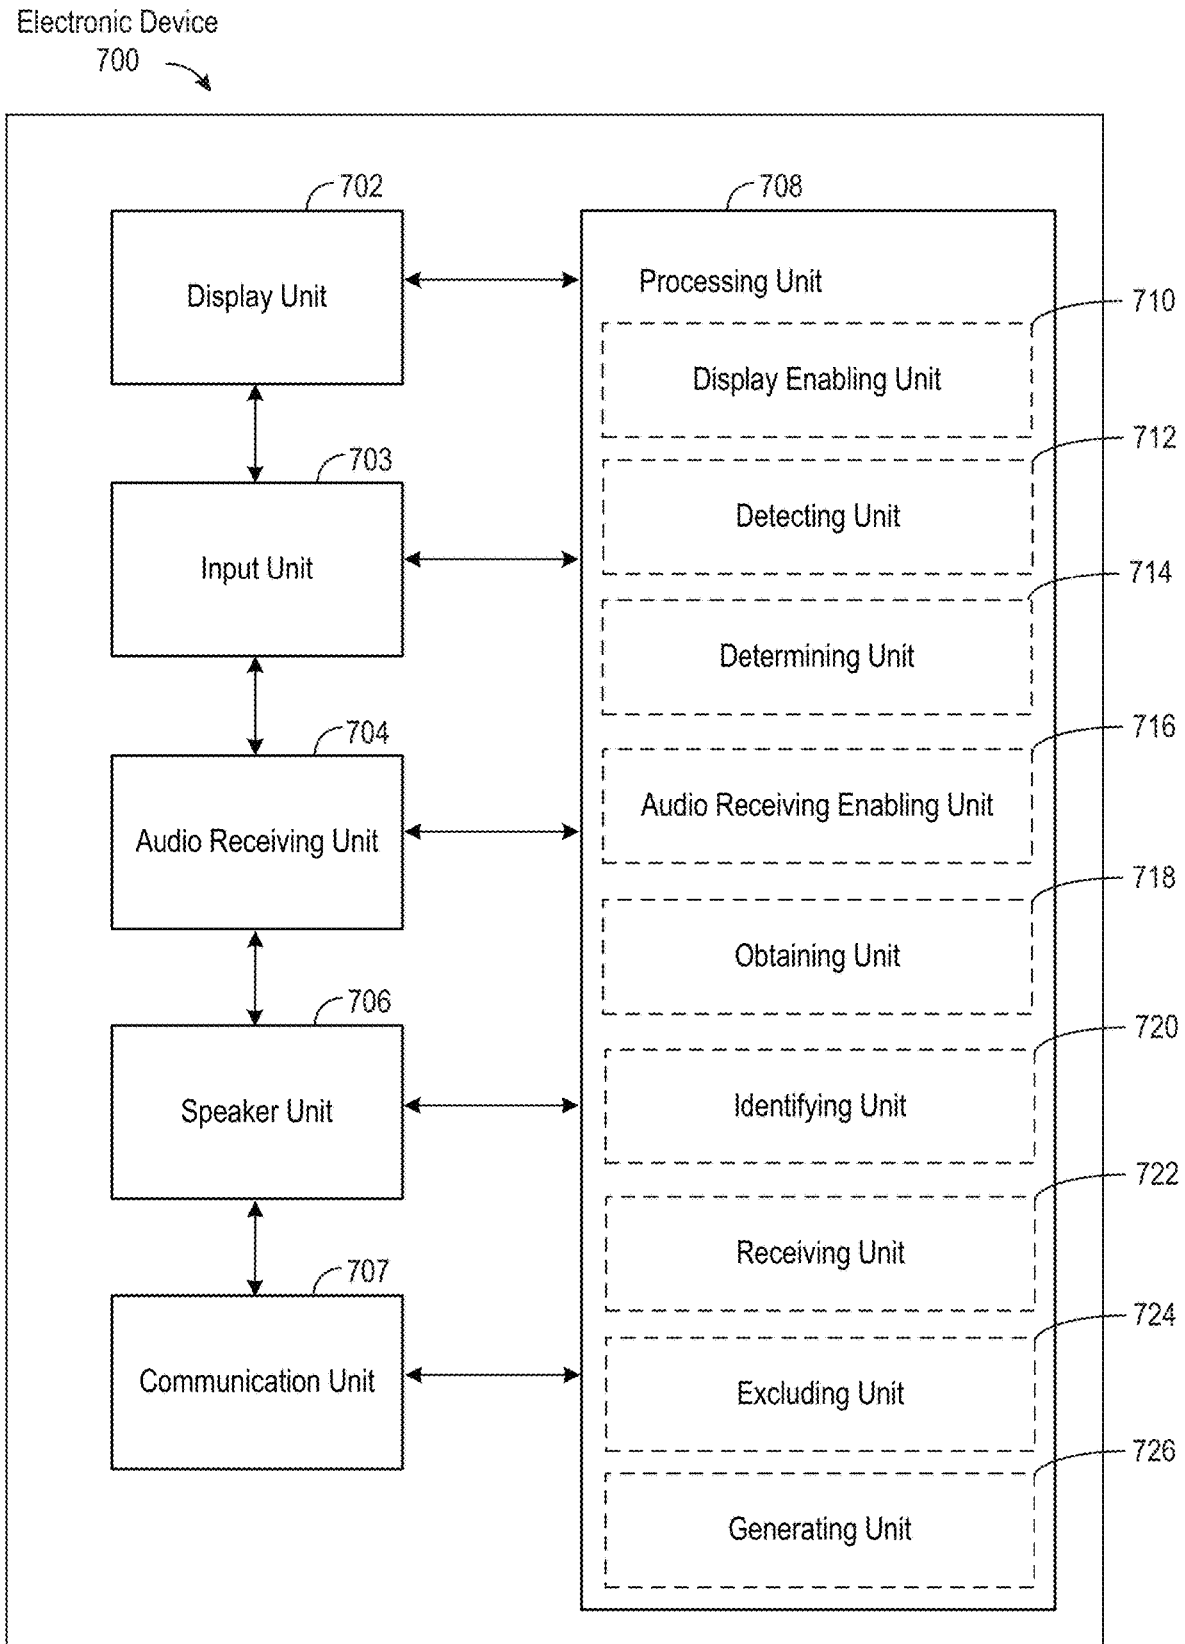 Electronic Device
700
702
Display Unit
703
Input Unit
704
Audio Receiving Unit
706
Speaker Unit
707
Communication Unit
708
Processing Unit
710
Display Enabling Unit
712
Detecting Unit
714
Determining Unit
716
Audio Receiving Enabling Unit
718
Obtaining Unit
720
Identifying Unit
722
Receiving Unit
724
Excluding Unit
726
Generating Unit